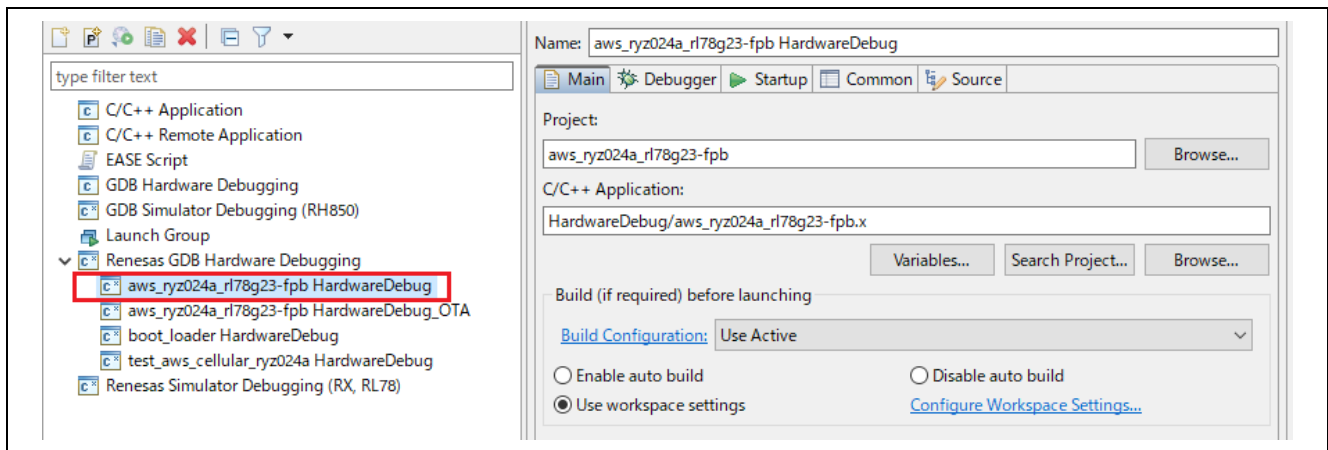 type filter text
C/C++ Application
C/C++ Remote Application
EASE Script
GDB Hardware Debugging
GDB Simulator Debugging (RH850)
Launch Group
Renesas GDB Hardware Debugging
aws_ryz024a_rl78g23-fpb HardwareDebug
aws_ryz024a_rl78g23-fpb HardwareDebug_OTA
boot_loader HardwareDebug
test_aws_cellular_ryz024a HardwareDebug
Renesas Simulator Debugging (RX, RL78)
Name: aws_ryz024a_rl78g23-fpb HardwareDebug
Main Debugger Startup Common Source
Project:
aws_ryz024a_rl78g23-fpb Browse...
C/C++ Application:
HardwareDebug/aws_ryz024a_rl78g23-fpb.x
Variables... Search Project... Browse...
Build (if required) before launching
Build Configuration: Use Active
Enable auto build Disable auto build
Use workspace settings Configure Workspace Settings...